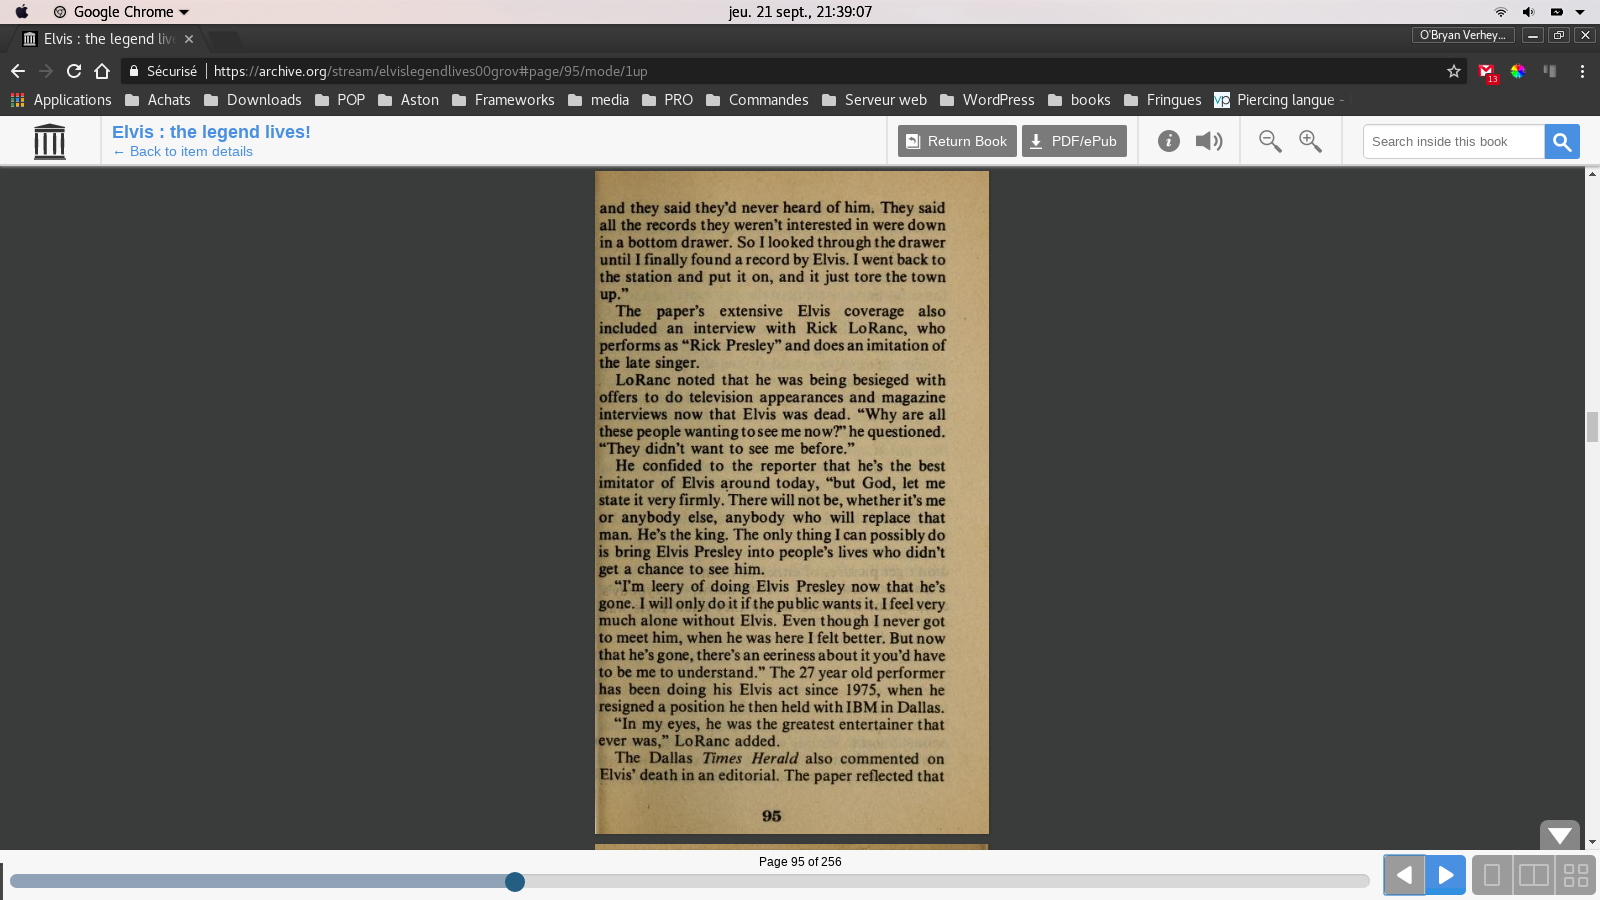 Google Chrome
jeu. 21 sept., 21:39:07
Elvis : the legend live
O'Bryan Verhey...
Sécurisé
https://archive.org/stream/elvislegendlives00grov#page/95/mode/1up
13
Applications Achats Downloads POP Aston Frameworks media PRO Commandes Serveur web WordPress books Fringues vp Piercing langue -
Elvis : the legend lives!
← Back to item details
Return Book
PDF/ePub
Search inside this book
and they said they'd never heard of him. They said
all the records they weren't interested in were down
in a bottom drawer. So I looked through the drawer
until I finally found a record by Elvis. I went back to
the station and put it on, and it just tore the town
up.”
The paper's extensive Elvis coverage also
included an interview with Rick LoRanc, who
performs as “Rick Presley” and does an imitation of
the late singer.
LoRanc noted that he was being besieged with
offers to do television appearances and magazine
interviews now that Elvis was dead. “Why are all
these people wanting to see me now?” he questioned.
“They didn't want to see me before.”
He confided to the reporter that he's the best
imitator of Elvis around today, “but God, let me
state it very firmly. There will not be, whether it's me
or anybody else, anybody who will replace that
man. He's the king. The only thing I can possibly do
is bring Elvis Presley into people's lives who didn't
get a chance to see him.
“I'm leery of doing Elvis Presley now that he's
gone. I will only do it if the public wants it. I feel very
much alone without Elvis. Even though I never got
to meet him, when he was here I felt better. But now
that he's gone, there's an eeriness about it you'd have
to be me to understand.” The 27 year old performer
has been doing his Elvis act since 1975, when he
resigned a position he then held with IBM in Dallas.
“In my eyes, he was the greatest entertainer that
ever was,” LoRanc added.
The Dallas Times Herald also commented on
Elvis' death in an editorial. The paper reflected that
95
Page 95 of 256